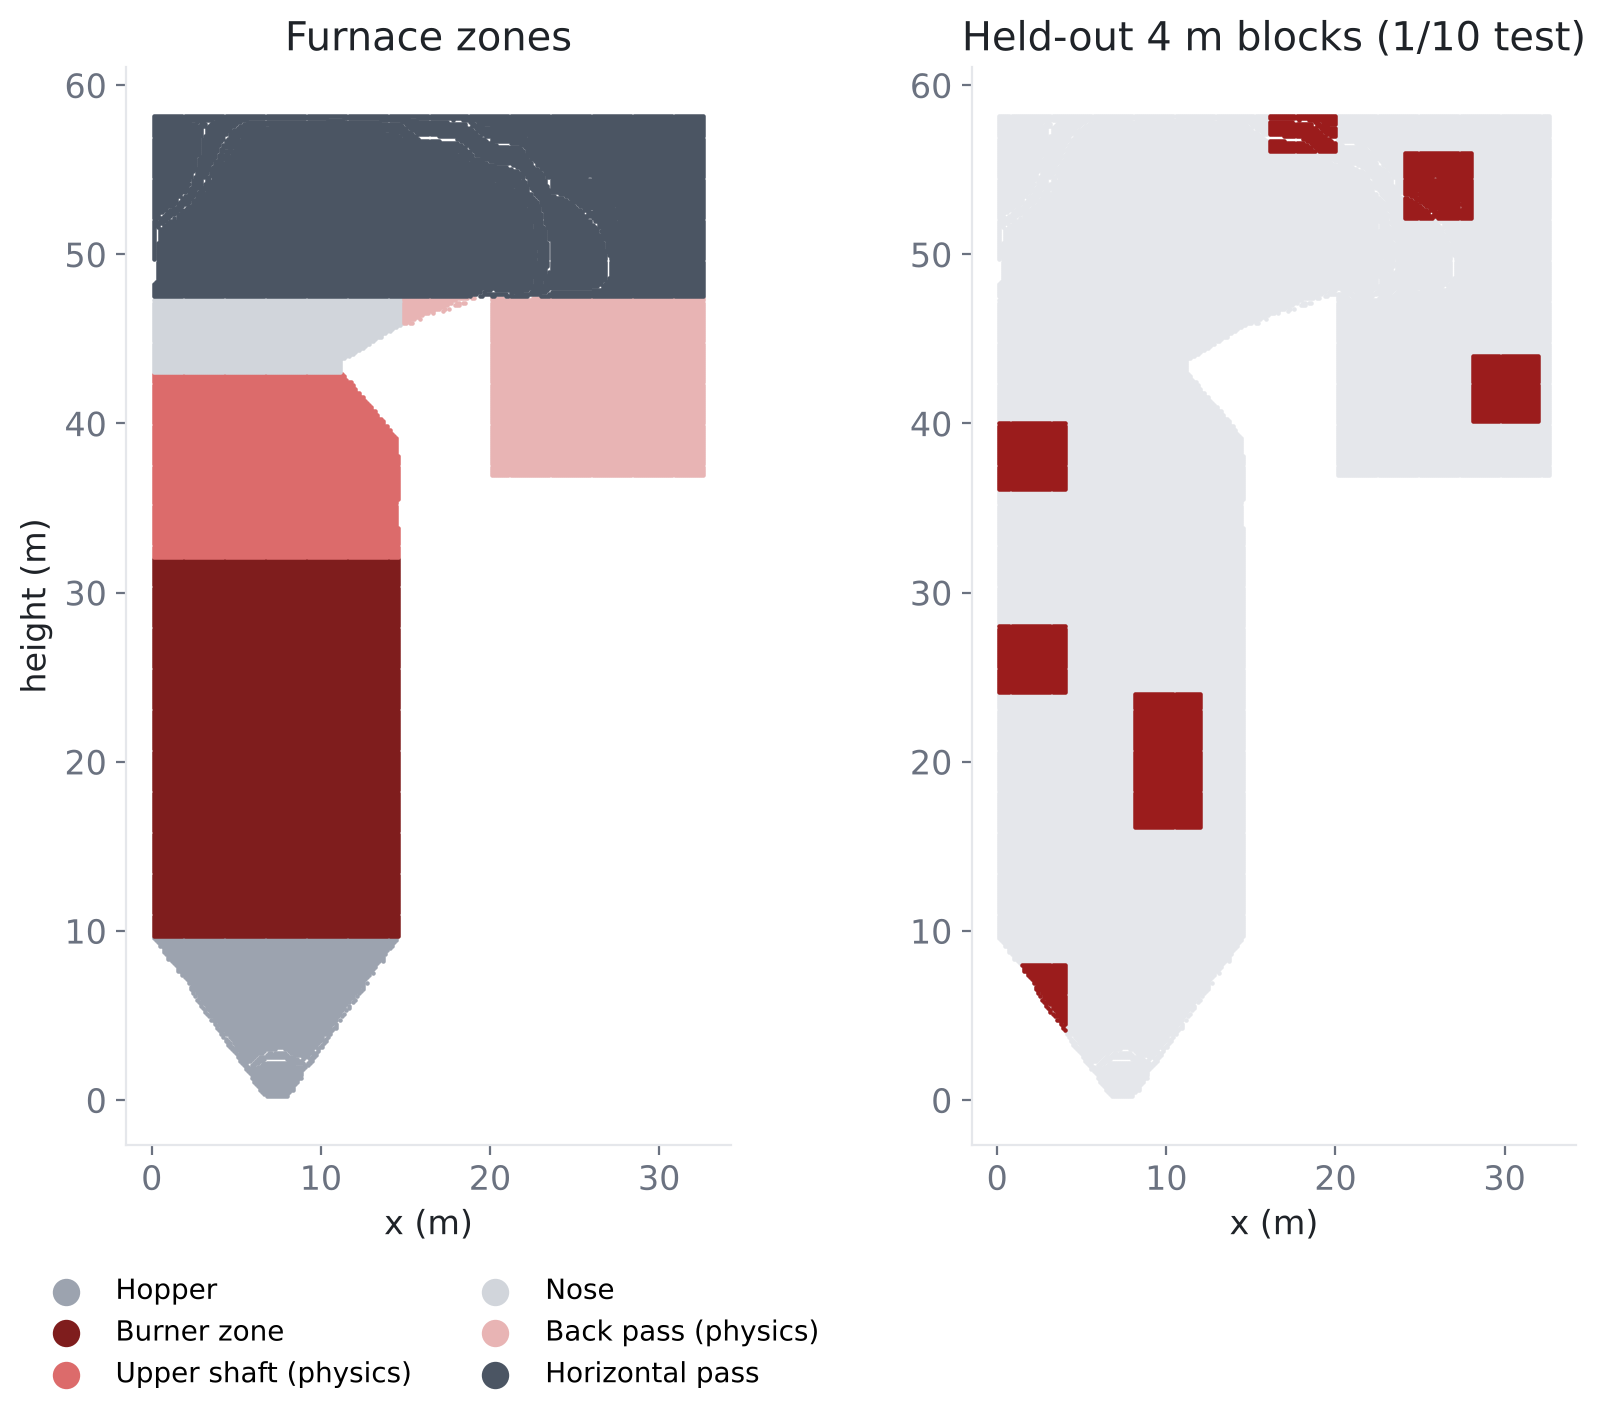 Furnace zones
60
50
40
30
20
10
0
height (m)
0 10 20 30
x (m)
Held-out 4 m blocks (1/10 test)
60
50
40
30
20
10
0
0 10 20 30
x (m)
Hopper
Burner zone
Upper shaft (physics)
Nose
Back pass (physics)
Horizontal pass